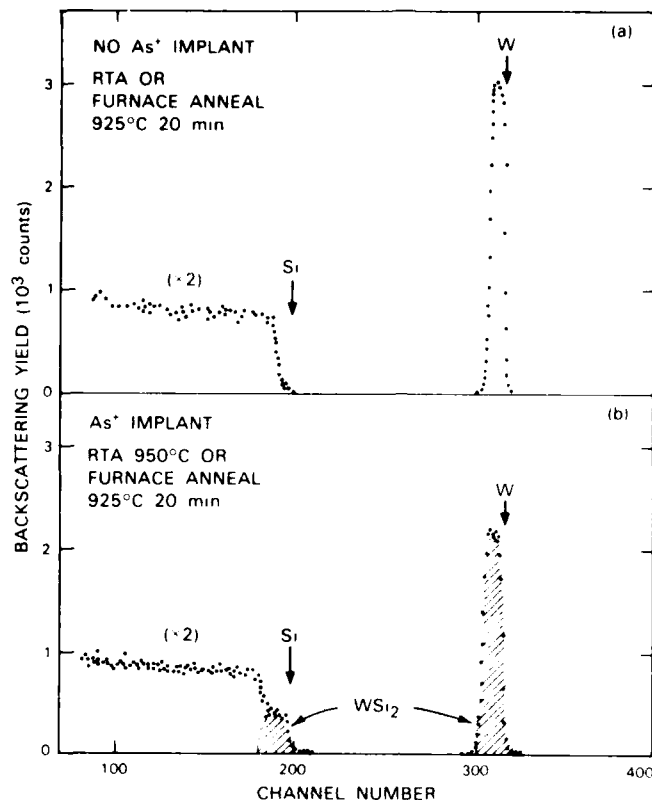 (a)
NO As⁺ IMPLANT
W
RTA OR
FURNACE ANNEAL
925°C 20 min
3
2
(×2)
Si
1
0
BACKSCATTERING YIELD (10³ counts)
(b)
As⁺ IMPLANT
RTA 950°C OR
FURNACE ANNEAL
925°C 20 min
3
W
2
(×2)
Si
1
WSi₂
0
100
200
300
400
CHANNEL NUMBER